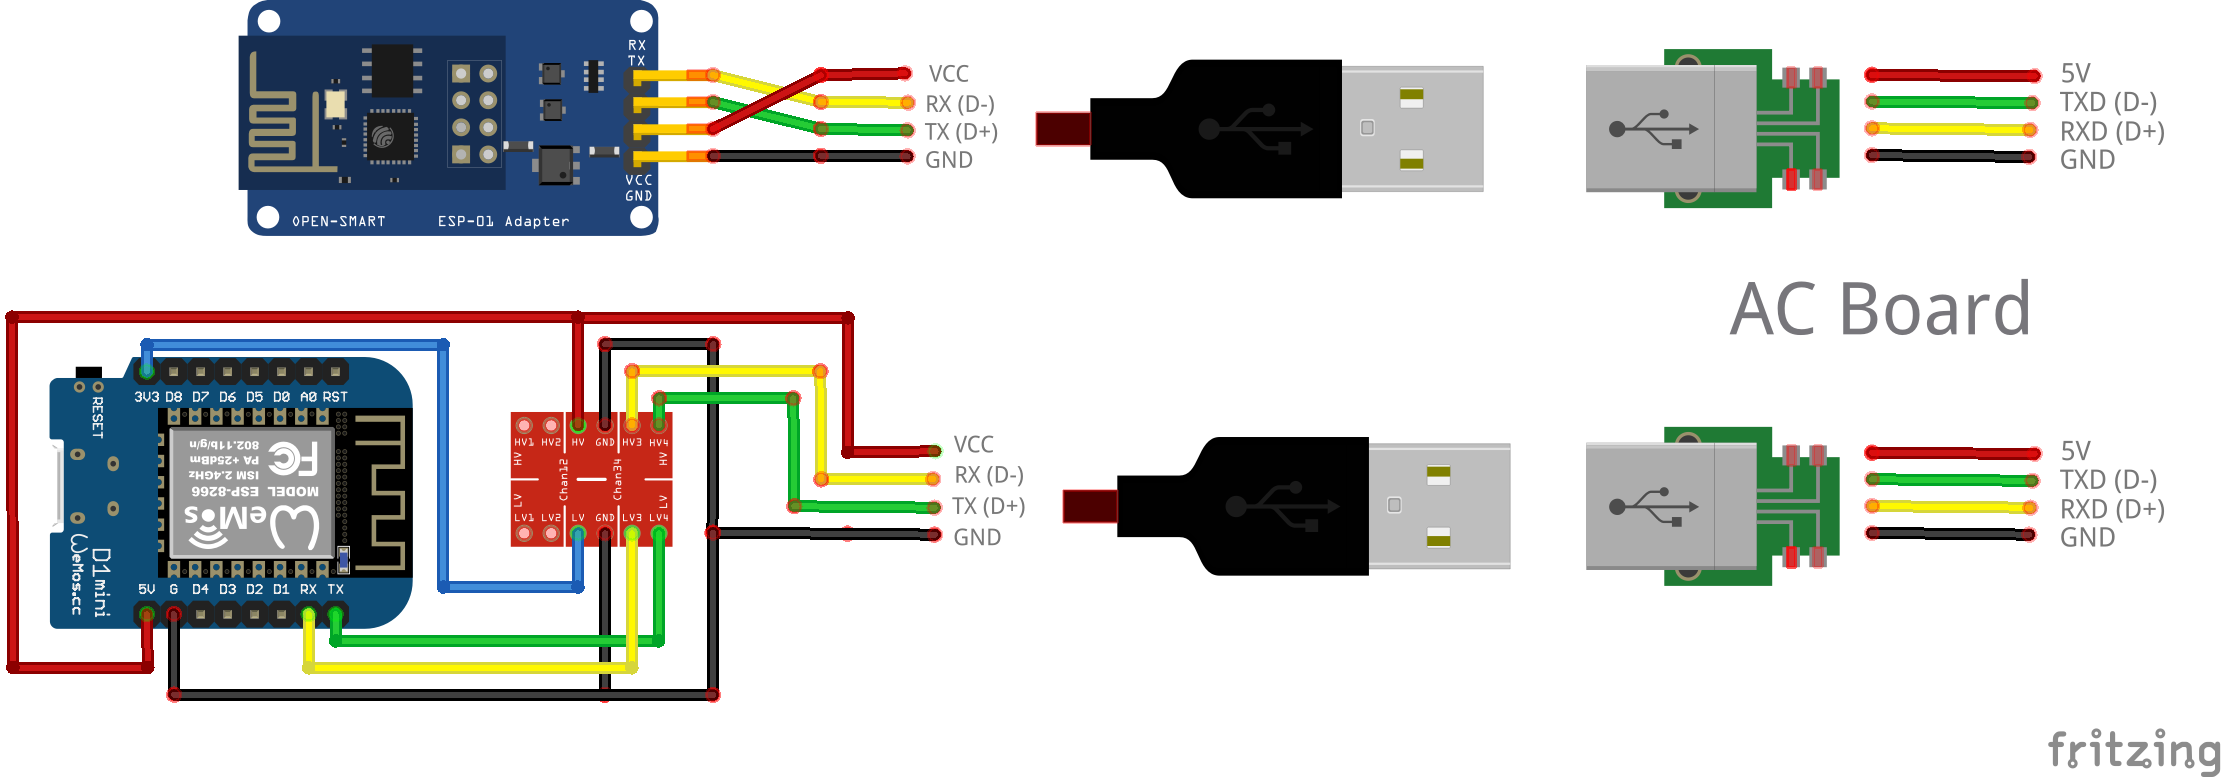 RX
TX
VCC
GND
OPEN-SMART
ESP-01 Adapter
VCC
RX (D-)
TX (D+)
GND
5V
TXD (D-)
RXD (D+)
GND
AC Board
RESET
3V3 D8 D7 D6 D5 D0 A0 RST
802.11b/g/n
PA +25dBm
ISM 2.4GHz
MODEL ESP-8266
FC
WeMos
D1 mini
WeMos.cc
5V G D4 D3 D2 D1 RX TX
HV1 HV2 HV GND HV3 HV4
HV
Chan12
Chan34
HV
LV
LV
LV1 LV2 LV GND LV3 LV4
VCC
RX (D-)
TX (D+)
GND
5V
TXD (D-)
RXD (D+)
GND
fritzing